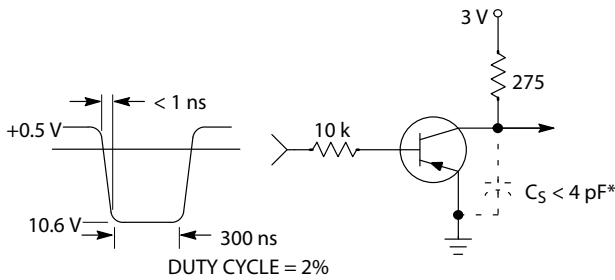 3 V
275
< 1 ns
+0.5 V
10 k
C_S < 4 pF*
10.6 V
300 ns
DUTY CYCLE = 2%